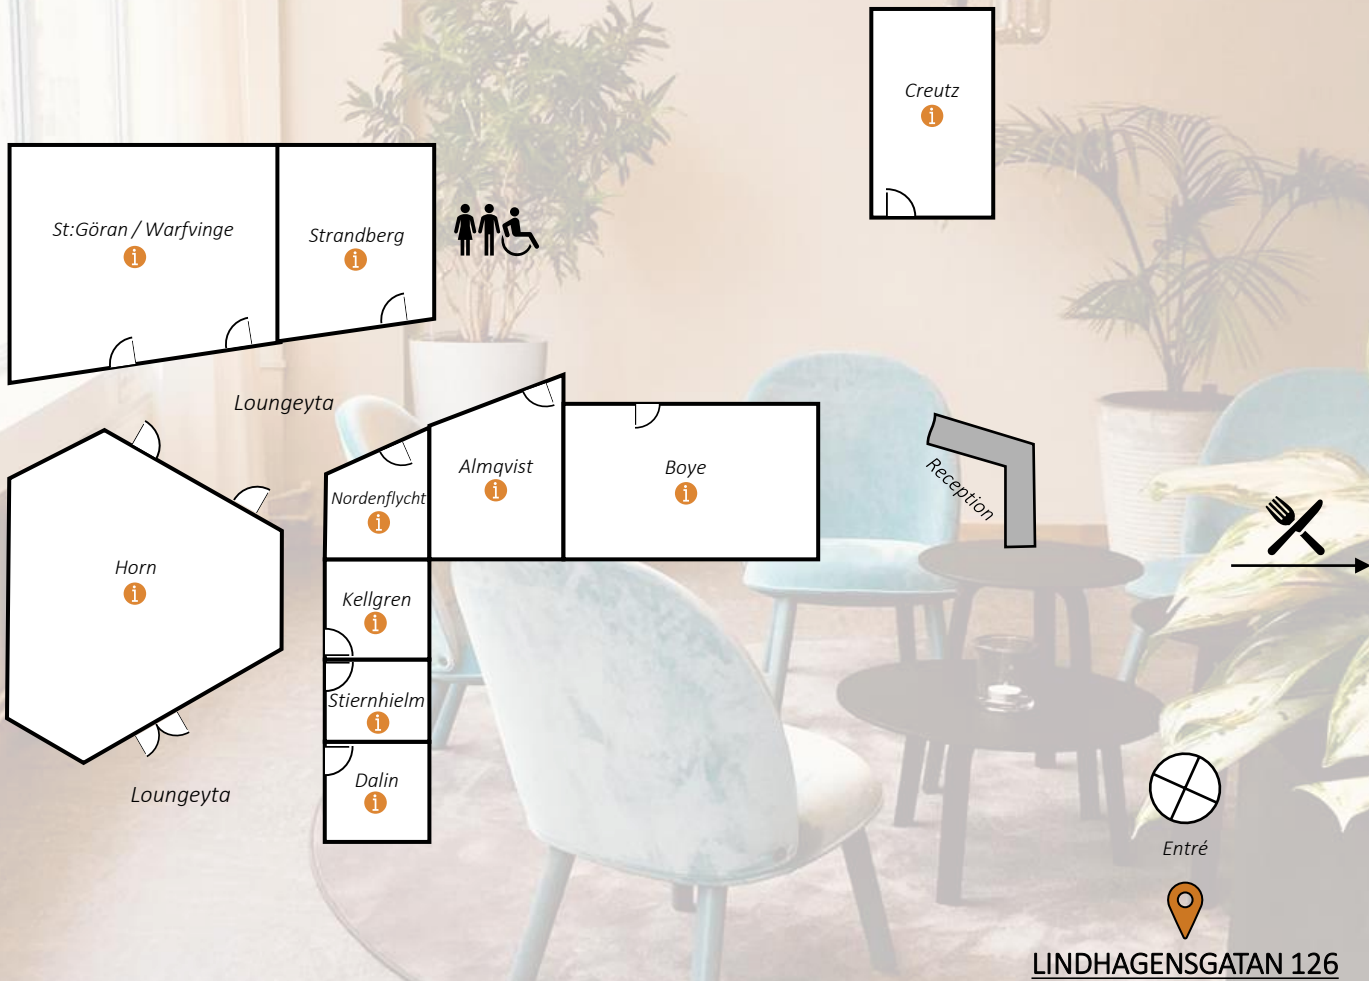 Creutz
St:Göran / Warfvinge
Strandberg
Loungeyta
Almqvist
Boye
Reception
Nordenflycht
Horn
Kellgren
Stiernhielm
Dalin
Loungeyta
Entré
LINDHAGENSGATAN 126